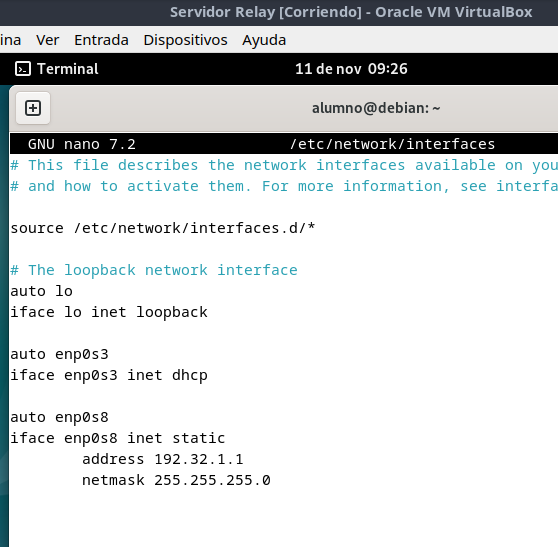 Servidor Relay [Corriendo] - Oracle VM VirtualBox
ina Ver Entrada Dispositivos Ayuda
Terminal 11 de nov 09:26
alumno@debian: ~
GNU nano 7.2 /etc/network/interfaces
# This file describes the network interfaces available on you
# and how to activate them. For more information, see interfa
source /etc/network/interfaces.d/*
# The loopback network interface
auto lo
iface lo inet loopback
auto enp0s3
iface enp0s3 inet dhcp
auto enp0s8
iface enp0s8 inet static
address 192.32.1.1
netmask 255.255.255.0